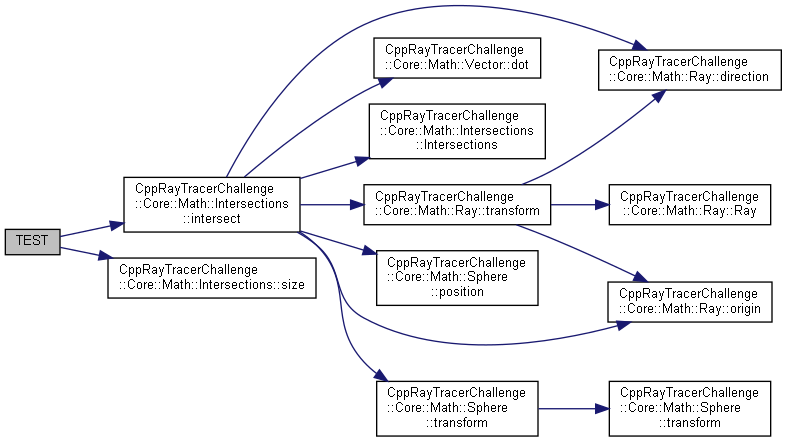 TEST
CppRayTracerChallenge
::Core::Math::Intersections
::intersect
CppRayTracerChallenge
::Core::Math::Intersections::size
CppRayTracerChallenge
::Core::Math::Vector::dot
CppRayTracerChallenge
::Core::Math::Intersections
::Intersections
CppRayTracerChallenge
::Core::Math::Ray::transform
CppRayTracerChallenge
::Core::Math::Sphere
::position
CppRayTracerChallenge
::Core::Math::Sphere
::transform
CppRayTracerChallenge
::Core::Math::Ray::direction
CppRayTracerChallenge
::Core::Math::Ray::Ray
CppRayTracerChallenge
::Core::Math::Ray::origin
CppRayTracerChallenge
::Core::Math::Sphere
::transform